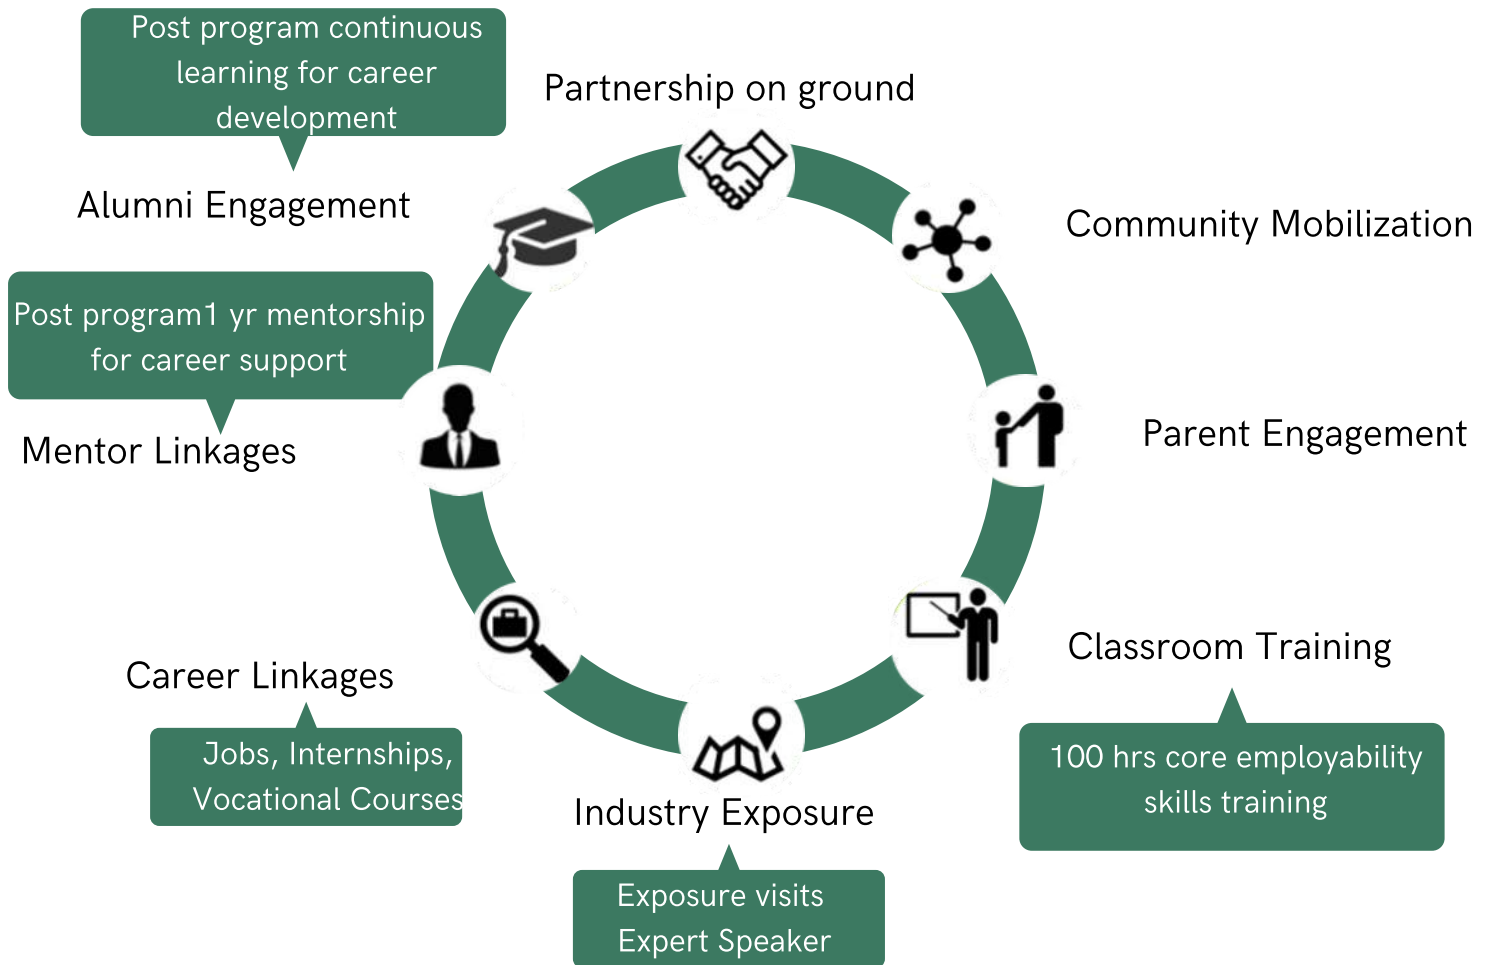 Post program continuous
learning for career
development
Partnership on ground
Alumni Engagement
Community Mobilization
Post program1 yr mentorship
for career support
Mentor Linkages
Parent Engagement
Classroom Training
100 hrs core employability
skills training
Career Linkages
Jobs, Internships,
Vocational Courses
Industry Exposure
Exposure visits
Expert Speaker